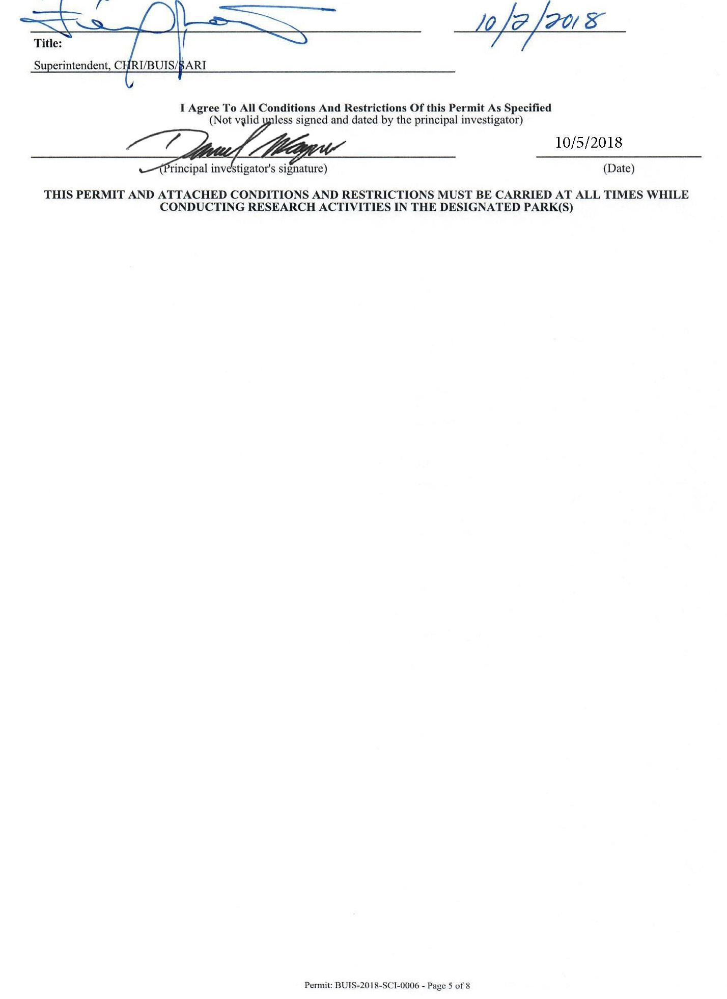 10/2/2018
Title:
Superintendent, CHRI/BUIS/SARI
I Agree To All Conditions And Restrictions Of this Permit As Specified
(Not valid unless signed and dated by the principal investigator)
Daniel Wagner 10/5/2018
(Principal investigator's signature) (Date)
THIS PERMIT AND ATTACHED CONDITIONS AND RESTRICTIONS MUST BE CARRIED AT ALL TIMES WHILE
CONDUCTING RESEARCH ACTIVITIES IN THE DESIGNATED PARK(S)
Permit: BUIS-2018-SCI-0006 - Page 5 of 8